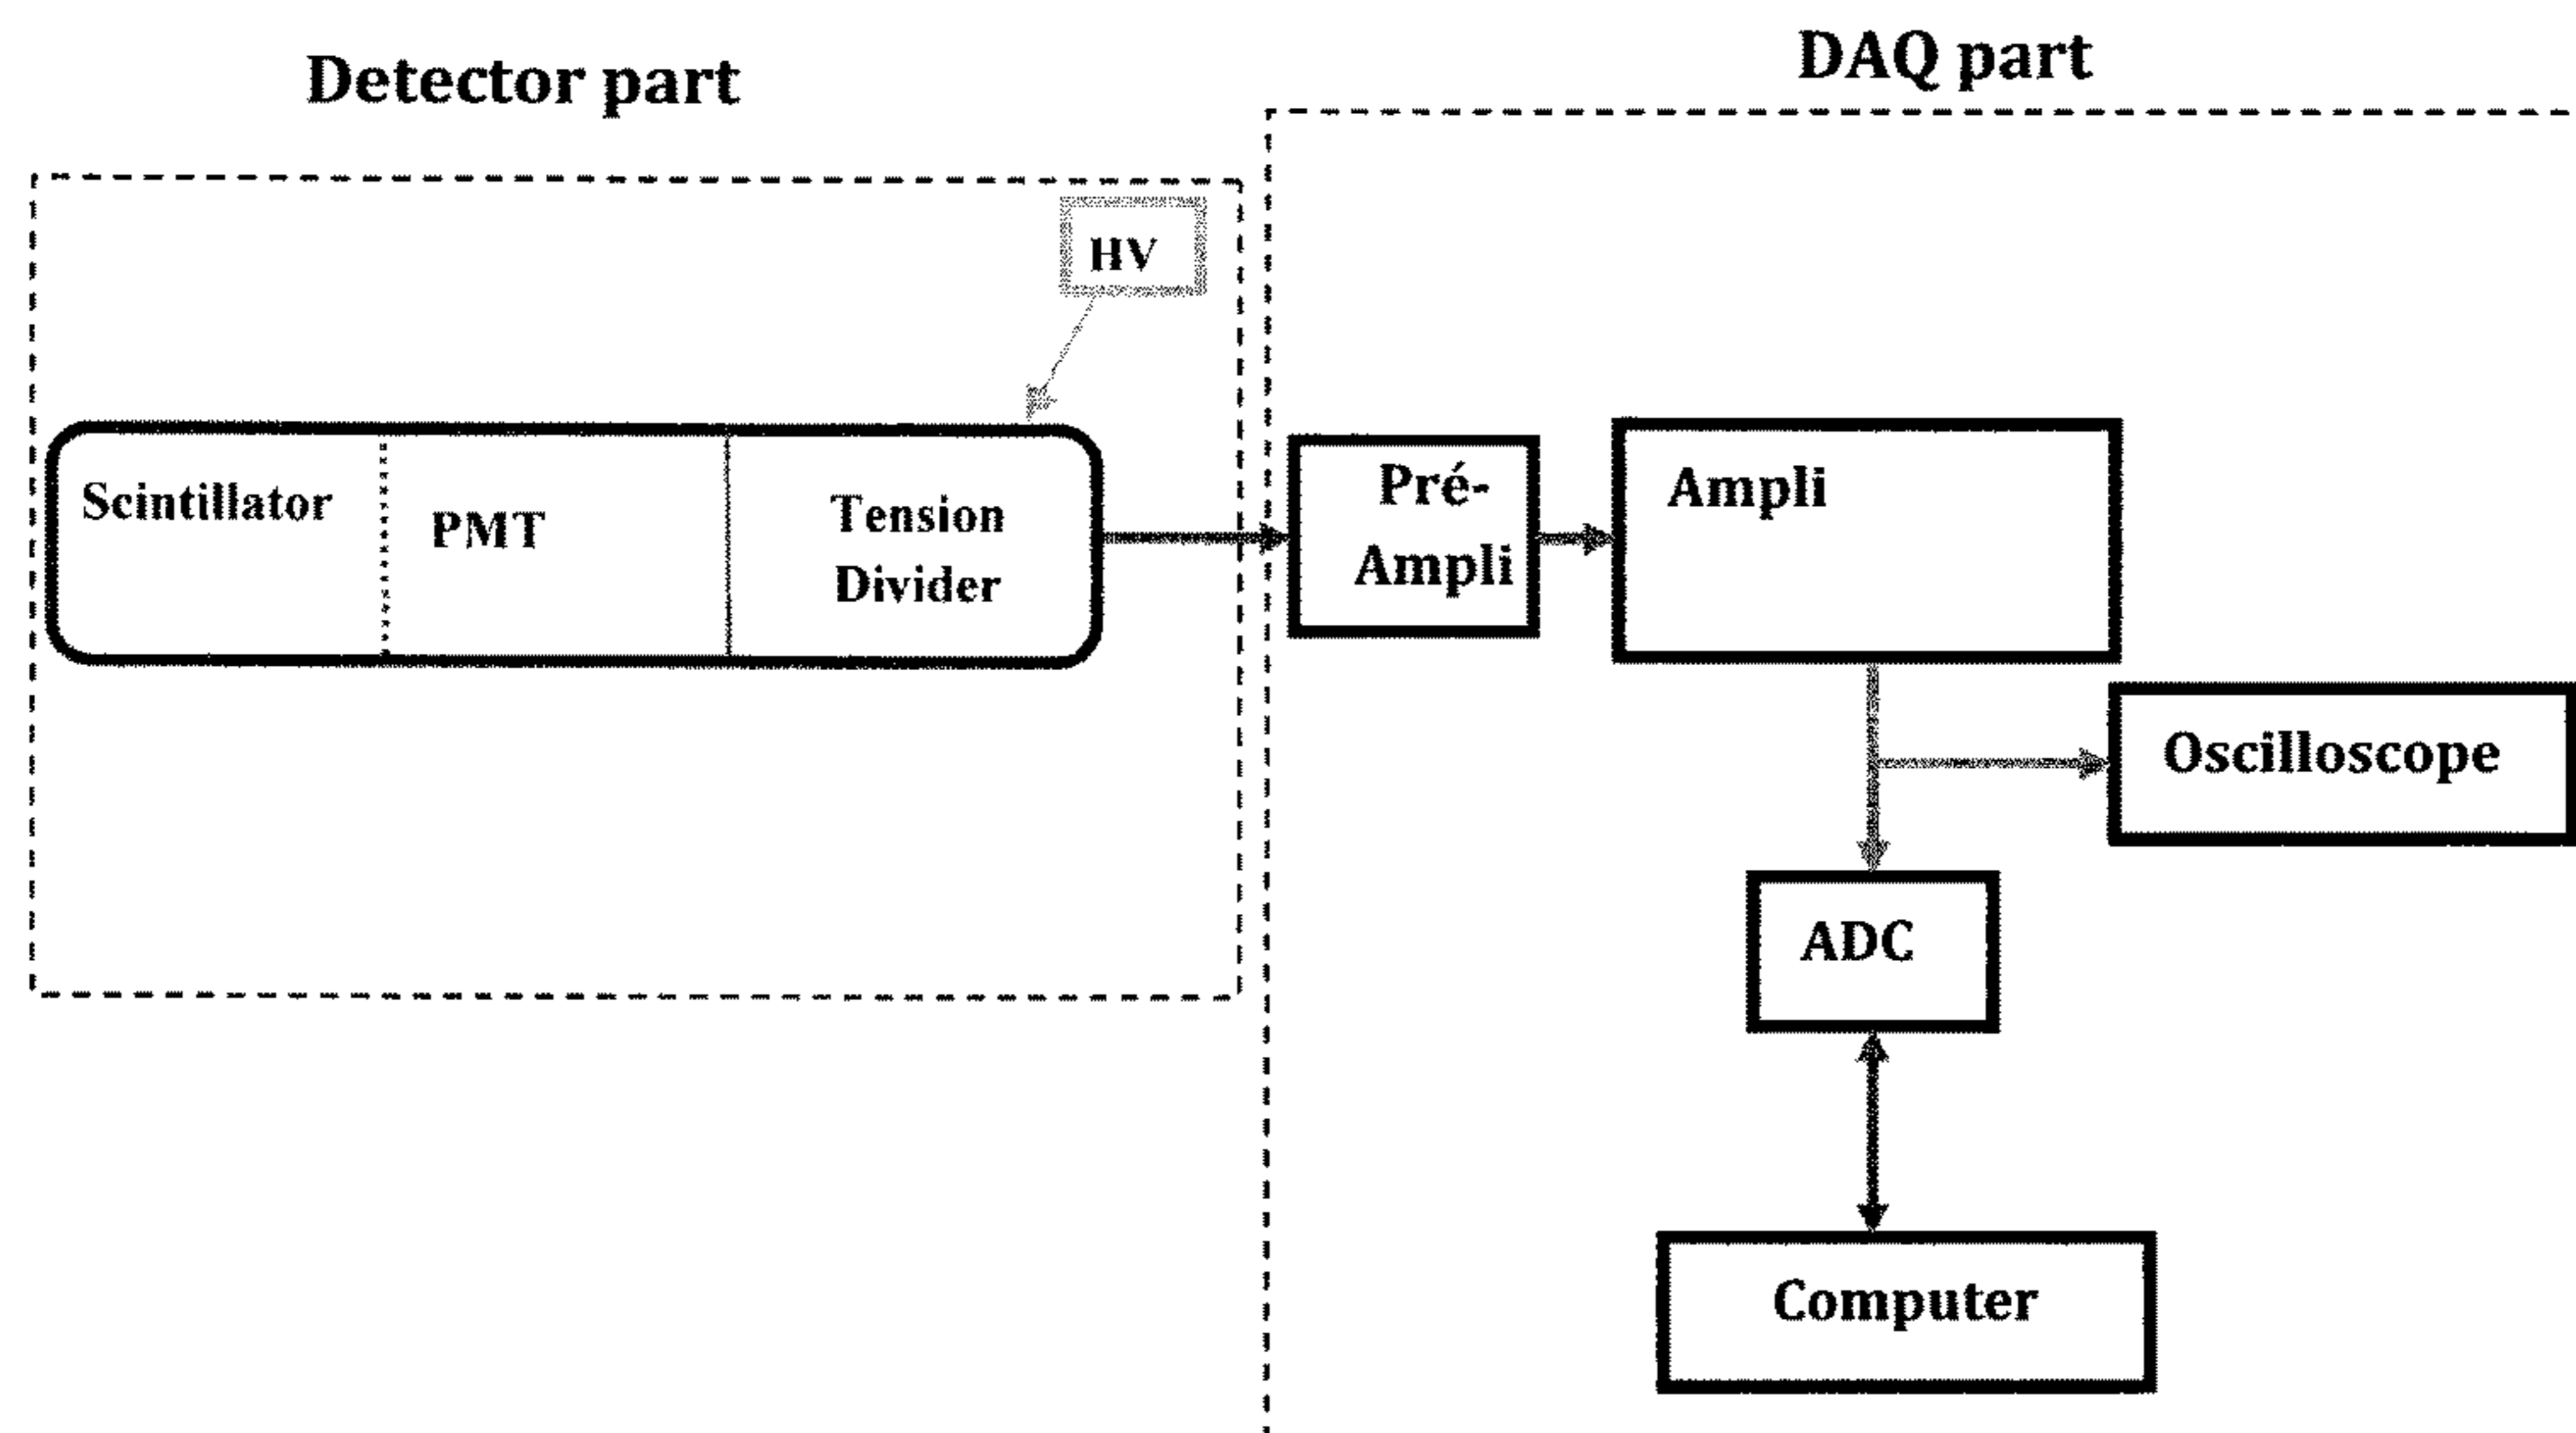 Detector part
DAQ part
HV
Scintillator
PMT
Tension
Divider
Pré-
Ampli
Ampli
Oscilloscope
ADC
Computer